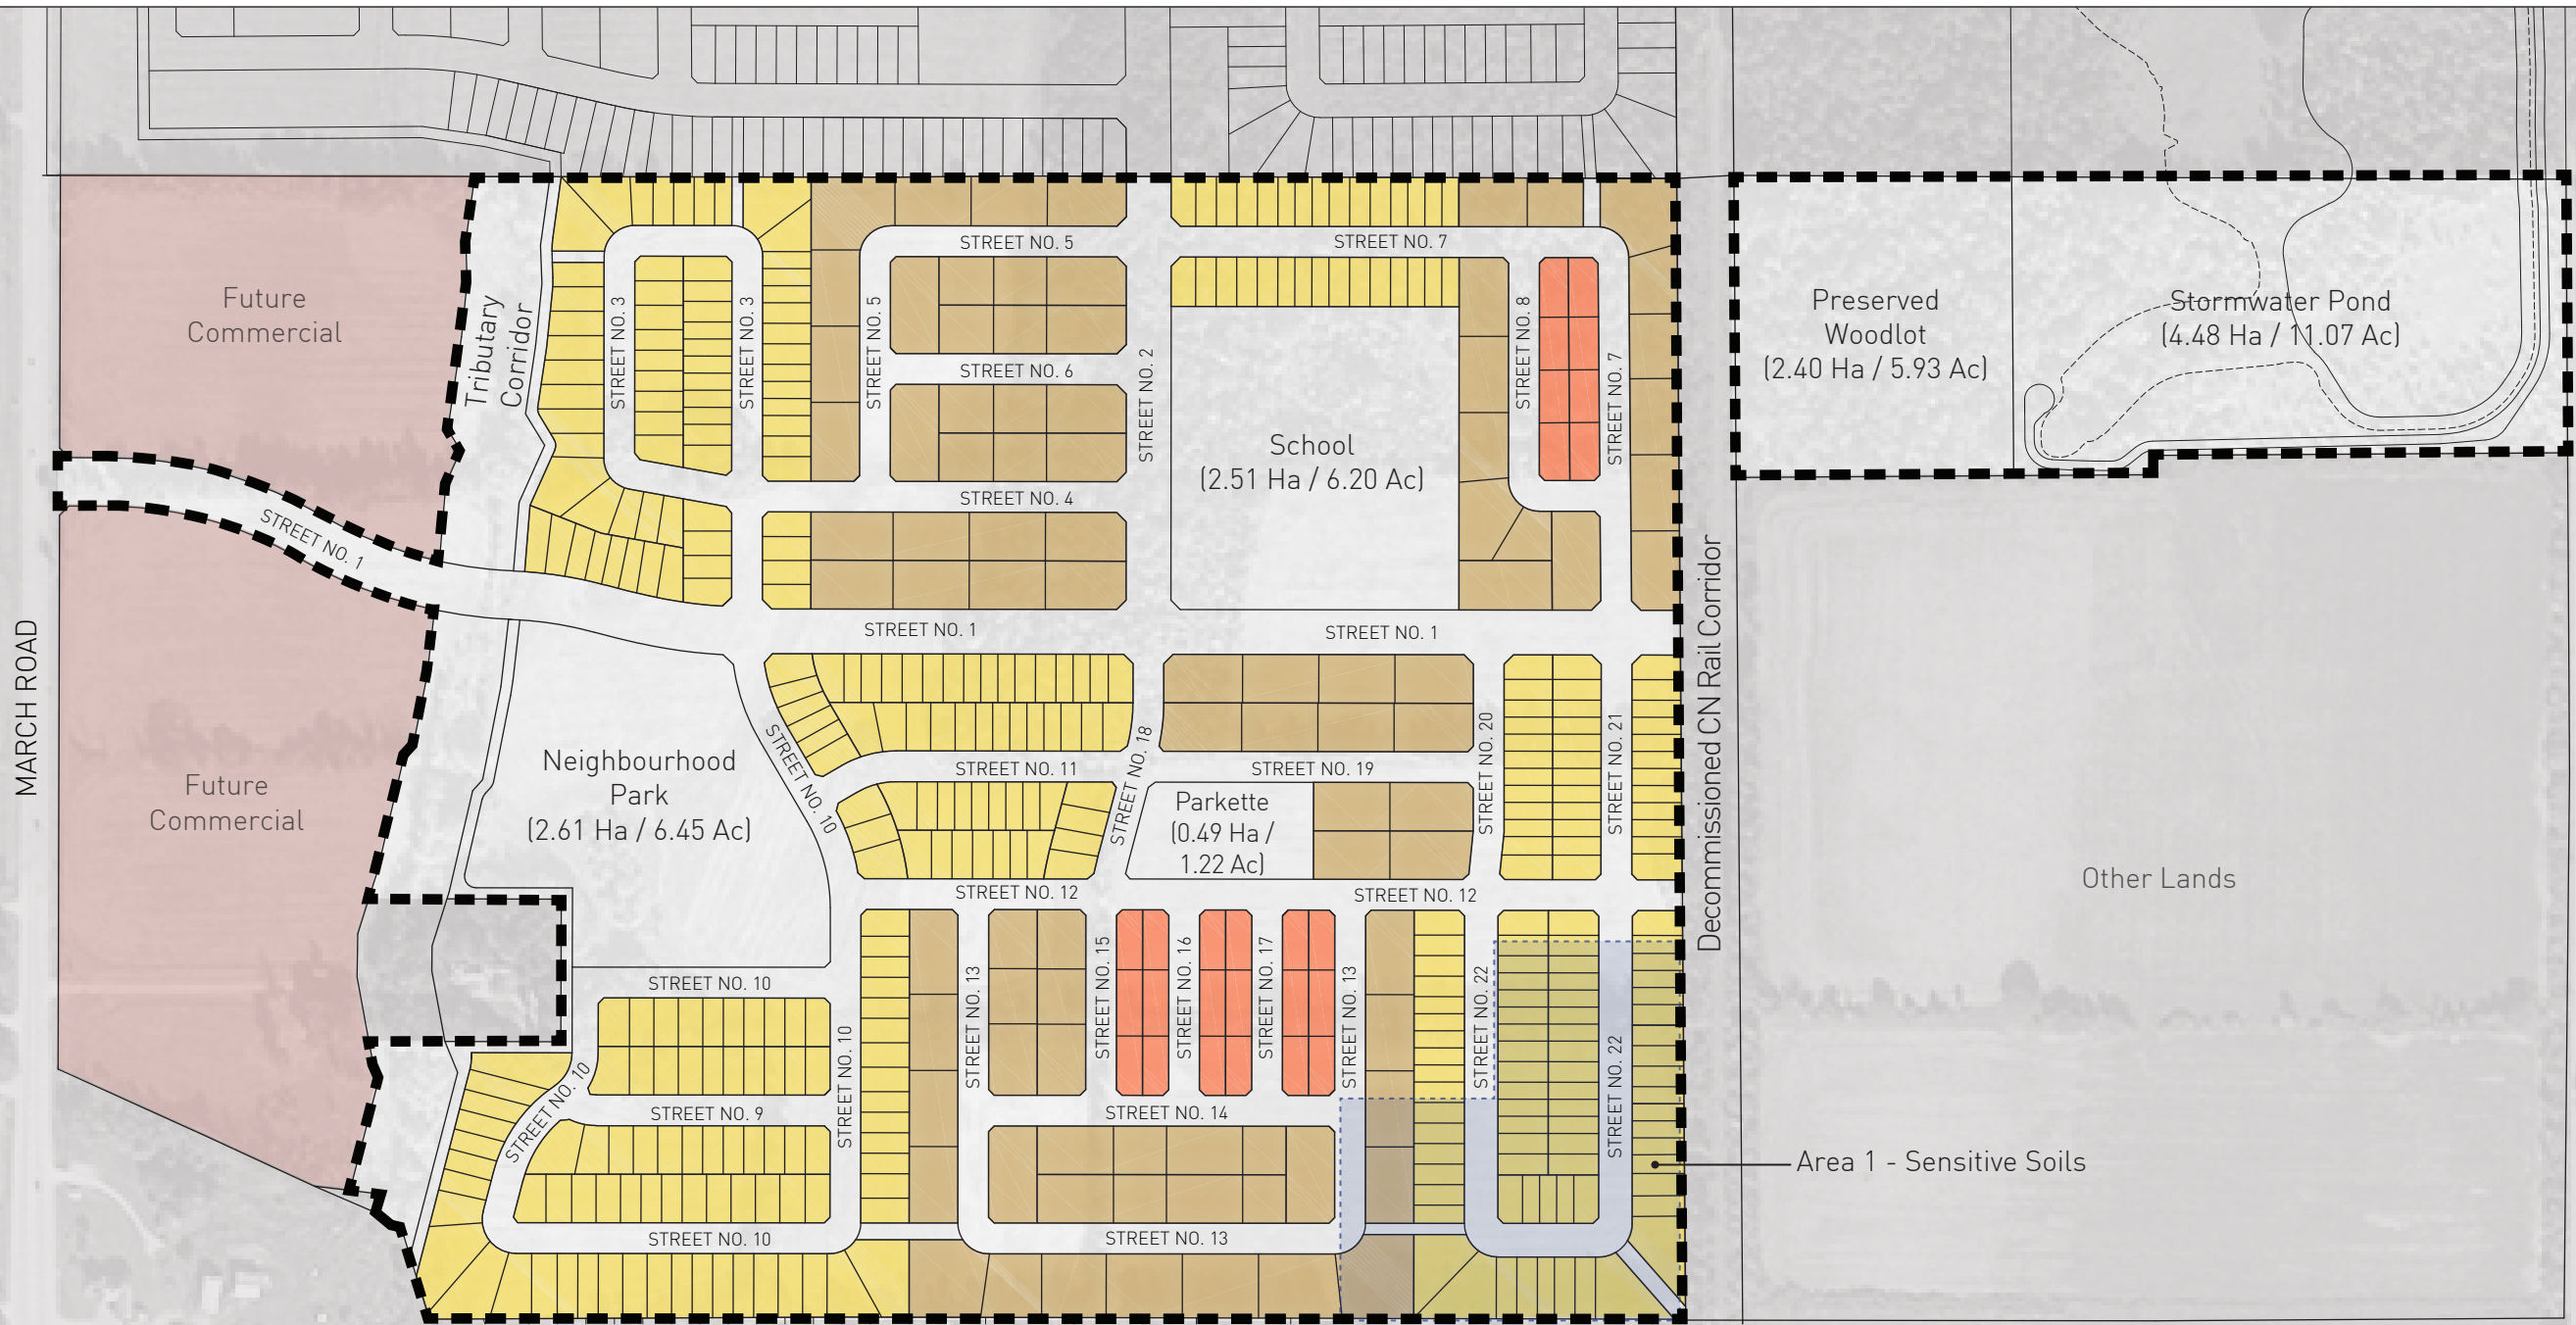 STREET NO. 5
STREET NO. 7
Future
Commercial
Tributary
Corridor
STREET NO. 3
STREET NO. 3
STREET NO. 5
STREET NO. 6
STREET NO. 2
STREET NO. 8
STREET NO. 7
Preserved
Woodlot
(2.40 Ha / 5.93 Ac)
Stormwater Pond
(4.48 Ha / 11.07 Ac)
School
(2.51 Ha / 6.20 Ac)
STREET NO. 4
STREET NO. 1
STREET NO. 1
STREET NO. 1
MARCH ROAD
Decommissioned CN Rail Corridor
Future
Commercial
Neighbourhood
Park
(2.61 Ha / 6.45 Ac)
STREET NO. 10
STREET NO. 11
STREET NO. 18
STREET NO. 19
STREET NO. 20
STREET NO. 21
Parkette
(0.49 Ha /
1.22 Ac)
Other Lands
STREET NO. 12
STREET NO. 12
STREET NO. 10
STREET NO. 13
STREET NO. 15
STREET NO. 16
STREET NO. 17
STREET NO. 13
STREET NO. 22
STREET NO. 10
STREET NO. 9
STREET NO. 10
STREET NO. 14
STREET NO. 22
Area 1 - Sensitive Soils
STREET NO. 10
STREET NO. 13